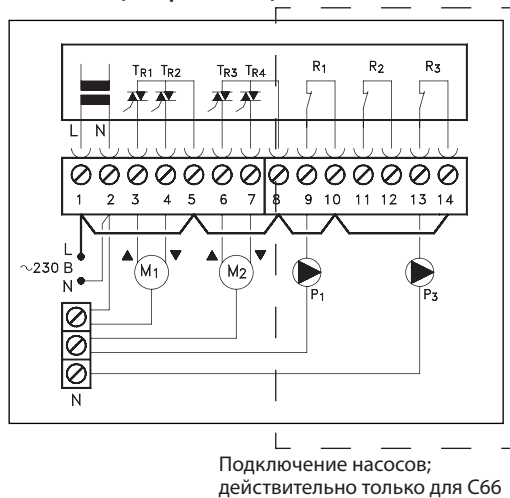 TR1 TR2 TR3 TR4 R1 R2 R3
L N
1 2 3 4 5 6 7 8 9 10 11 12 13 14
L
~230 В
N
M1 M2
P1 P3
N
Подключение насосов;
действительно только для C66